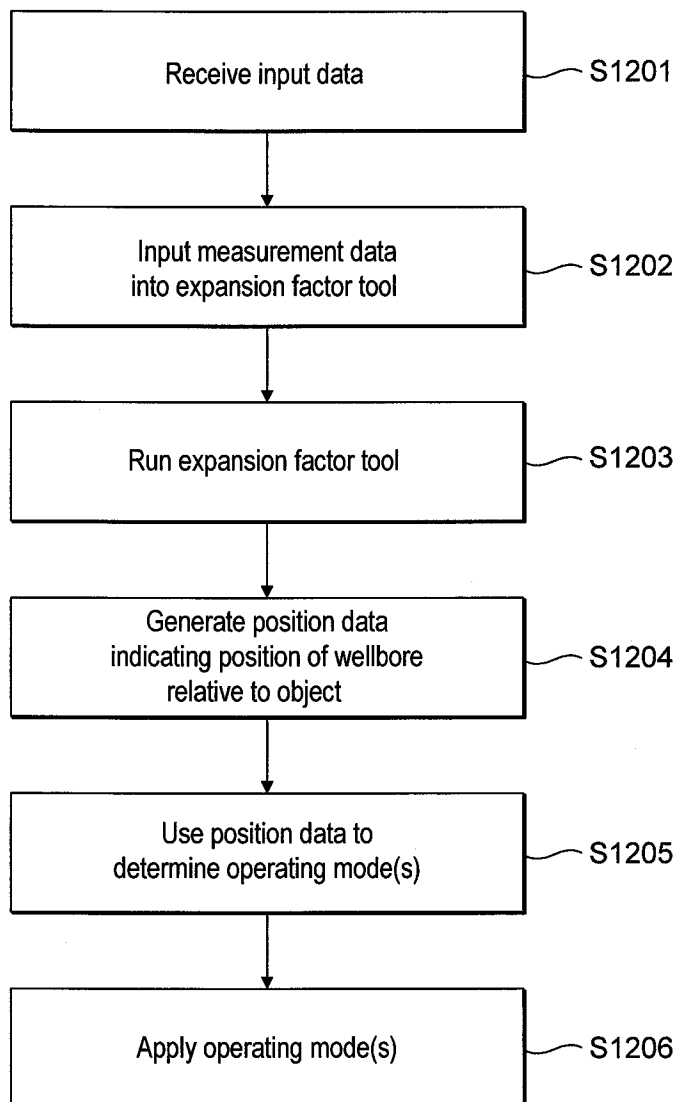 Receive input data
S1201
Input measurement data
into expansion factor tool
S1202
Run expansion factor tool
S1203
Generate position data
indicating position of wellbore
relative to object
S1204
Use position data to
determine operating mode(s)
S1205
Apply operating mode(s)
S1206